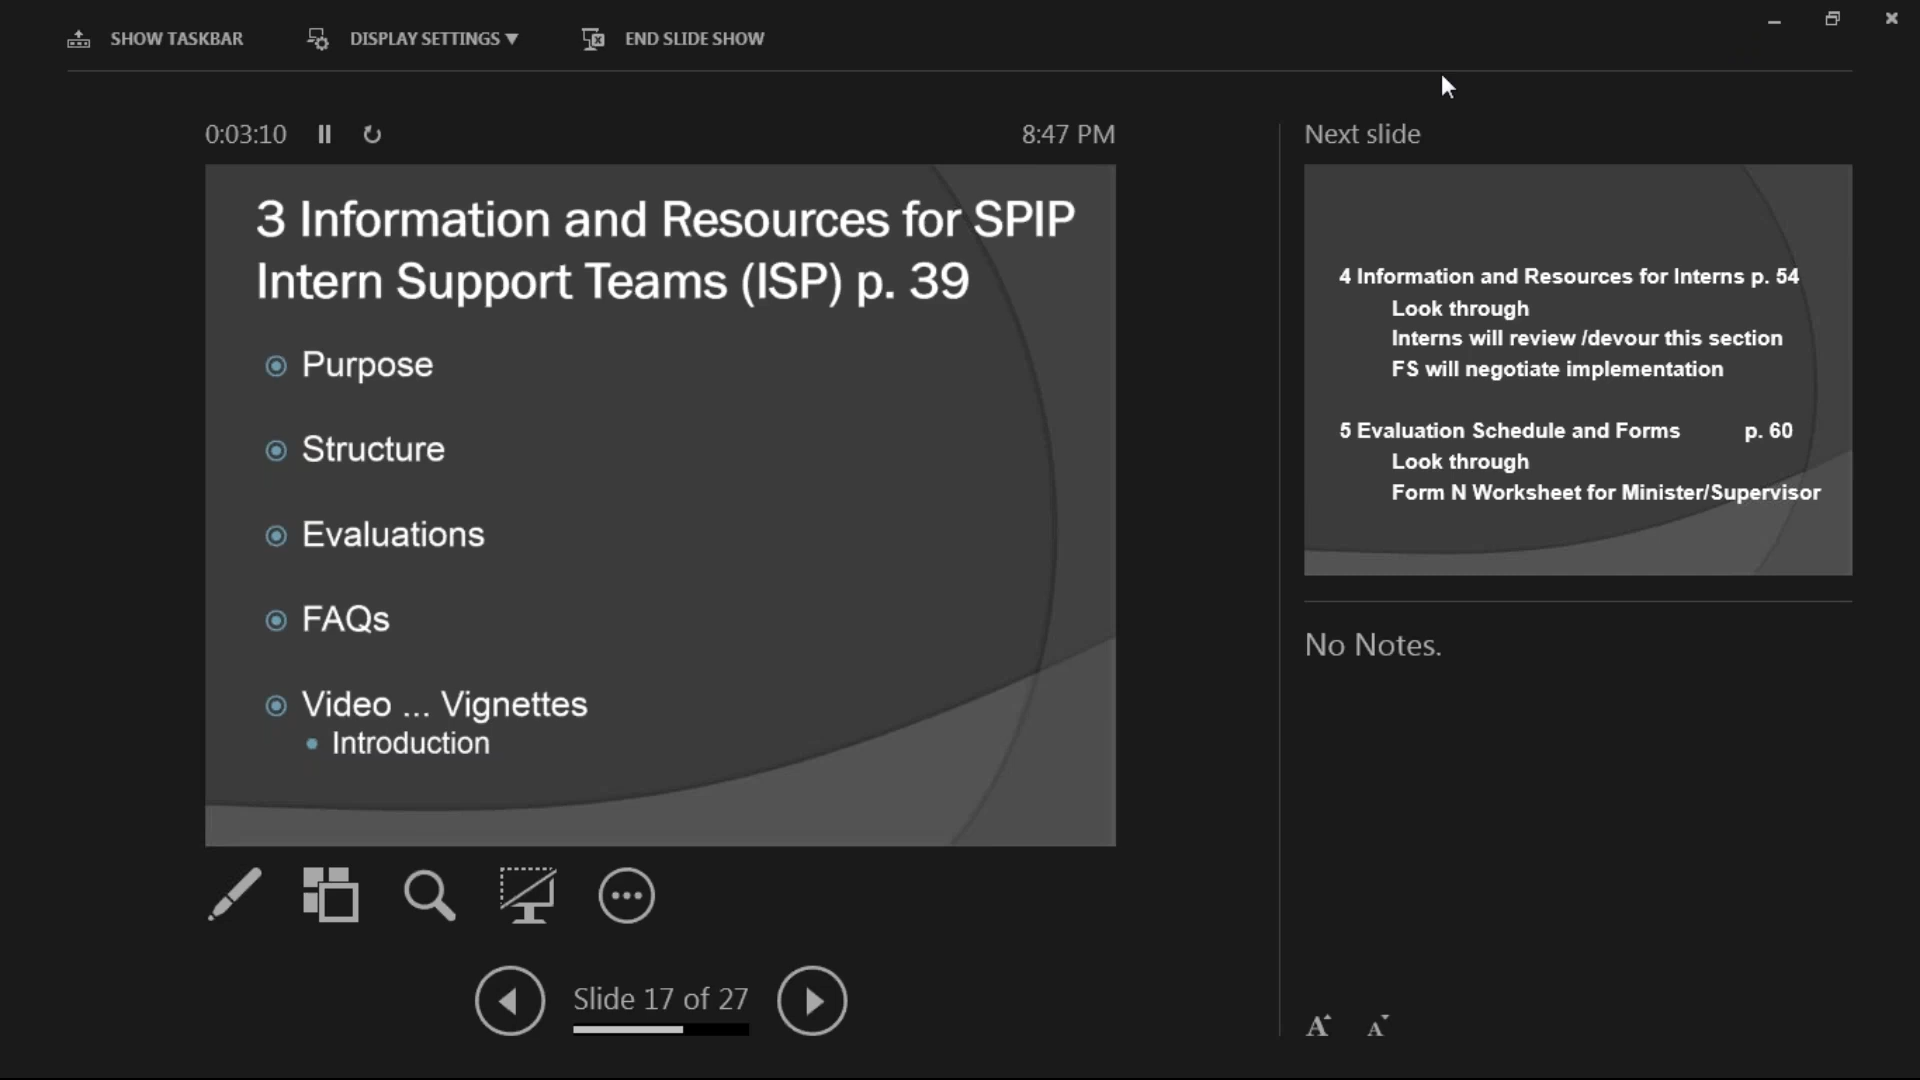 SHOW TASKBAR
DISPLAY SETTINGS ▼
END SLIDE SHOW
0:03:10
8:47 PM
3 Information and Resources for SPIP
Intern Support Teams (ISP) p. 39
Purpose
Structure
Evaluations
FAQs
Video ... Vignettes
Introduction
Slide 17 of 27
Next slide
4 Information and Resources for Interns p. 54
Look through
Interns will review /devour this section
FS will negotiate implementation
5 Evaluation Schedule and Forms p. 60
Look through
Form N Worksheet for Minister/Supervisor
No Notes.
A A